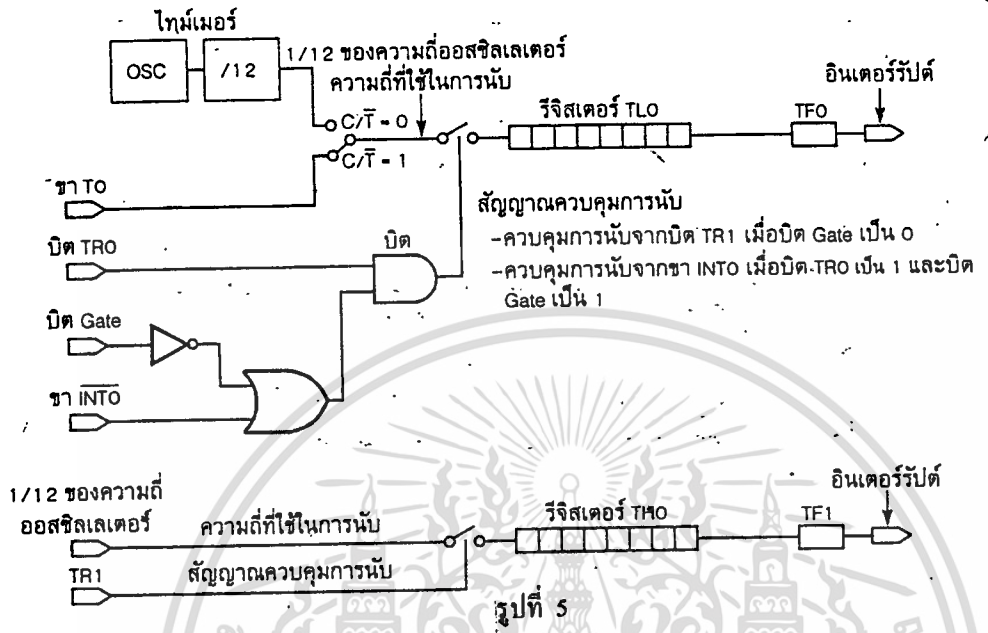 ไทม์เมอร์
OSC
/12
1/12 ของความถี่ออสซิลเลเตอร์
ความถี่ที่ใช้ในการนับ
C/T̅ = 0
C/T̅ = 1
รีจิสเตอร์ TL0
TF0
อินเตอร์รัปต์
ขา T0
บิต TR0
บิต
สัญญาณควบคุมการนับ
-ควบคุมการนับจากบิต TR1 เมื่อบิต Gate เป็น 0
-ควบคุมการนับจากขา INT0 เมื่อบิต TR0 เป็น 1 และบิต
Gate เป็น 1
บิต Gate
ขา I̅N̅T̅0̅
1/12 ของความถี่
ออสซิลเลเตอร์
ความถี่ที่ใช้ในการนับ
รีจิสเตอร์ TH0
TF1
อินเตอร์รัปต์
TR1
สัญญาณควบคุมการนับ
รูปที่ 5